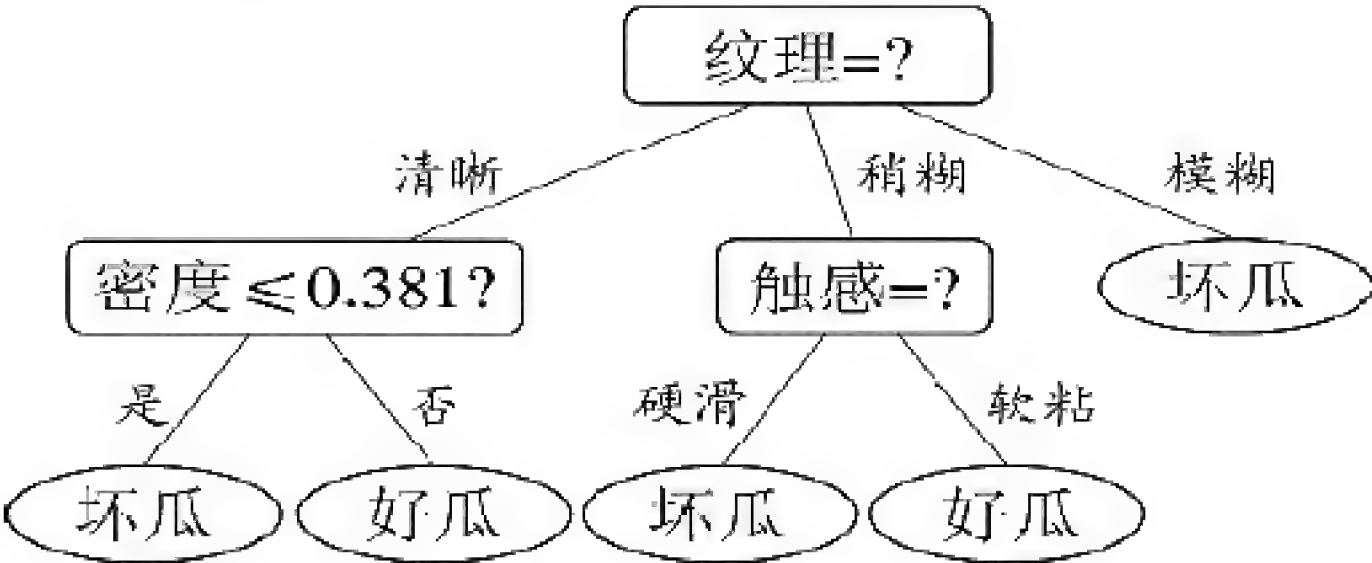 纹理=?
清晰
稍糊
模糊
密度≤0.381?
触感=?
坏瓜
是
否
硬滑
软粘
坏瓜
好瓜
坏瓜
好瓜